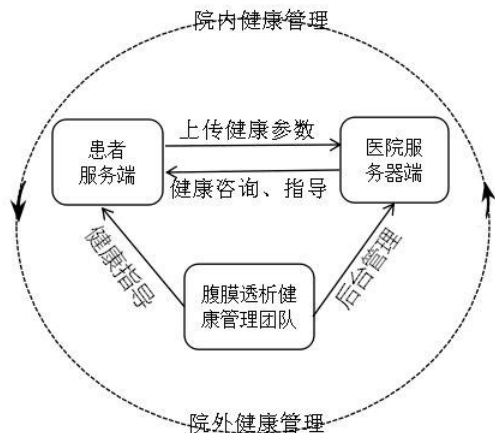 院内健康管理
上传健康参数
患者
服务端
医院服
务器端
健康咨询、指导
健康指导
后台管理
腹膜透析健
康管理团队
院外健康管理